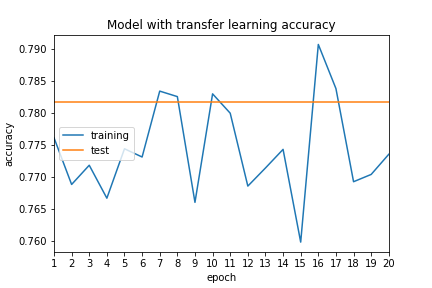 Model with transfer learning accuracy
accuracy
0.790
0.785
0.780
0.775
0.770
0.765
0.760
training
test
1 2 3 4 5 6 7 8 9 10 11 12 13 14 15 16 17 18 19 20
epoch